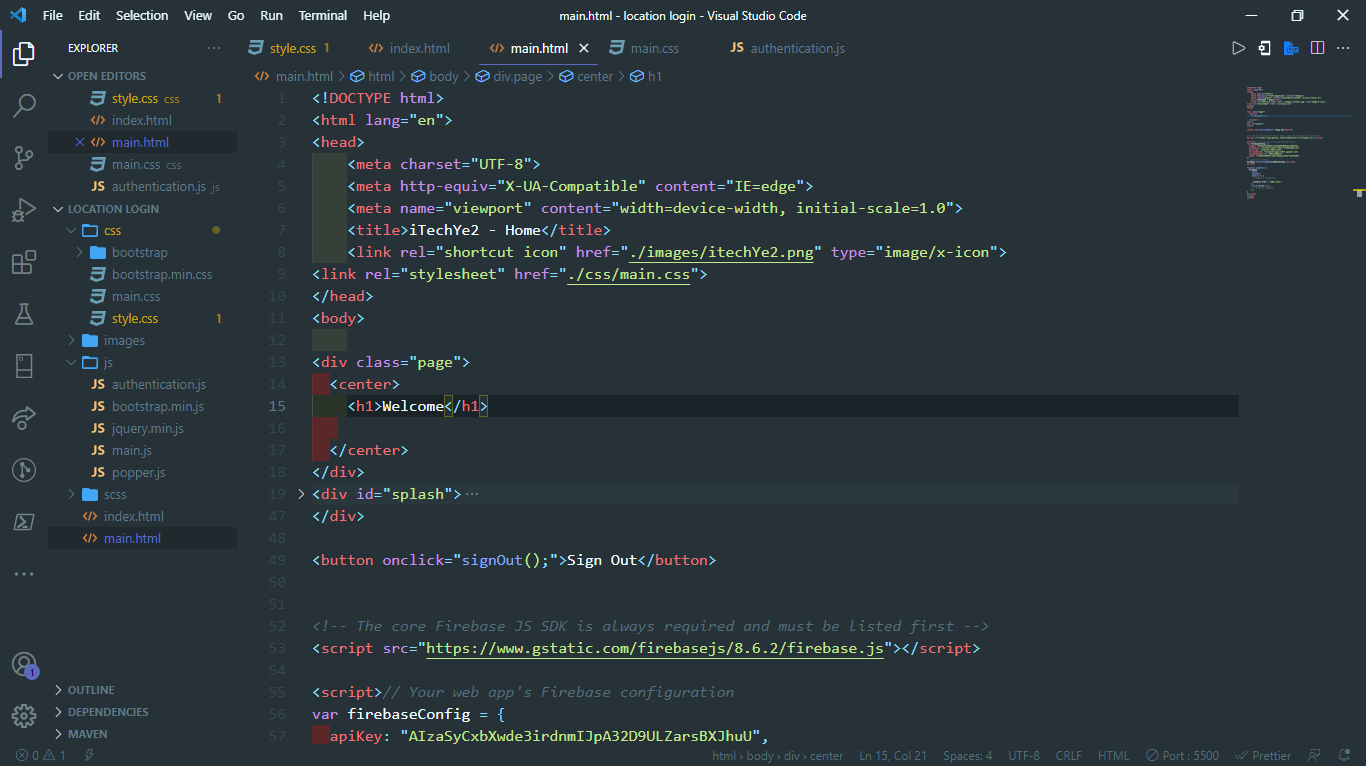 File Edit Selection View Go Run Terminal Help
main.html - location login - Visual Studio Code
EXPLORER
style.css 1
index.html
main.html
main.css
JS authentication.js
OPEN EDITORS
style.css css 1
index.html
main.html
main.css css
JS authentication.js js
LOCATION LOGIN
css
bootstrap
bootstrap.min.css
main.css
style.css 1
images
js
JS authentication.js
JS bootstrap.min.js
JS jquery.min.js
JS main.js
JS popper.js
scss
index.html
main.html
OUTLINE
DEPENDENCIES
MAVEN
1
main.html > html > body > div.page > center > h1
1 <!DOCTYPE html>
2 <html lang="en">
3 <head>
4 <meta charset="UTF-8">
5 <meta http-equiv="X-UA-Compatible" content="IE=edge">
6 <meta name="viewport" content="width=device-width, initial-scale=1.0">
7 <title>iTechYe2 - Home</title>
8 <link rel="shortcut icon" href="./images/itechYe2.png" type="image/x-icon">
9 <link rel="stylesheet" href="./css/main.css">
10 </head>
11 <body>
12
13 <div class="page">
14 <center>
15 <h1>Welcome</h1>
16
17 </center>
18 </div>
19 <div id="splash">···
47 </div>
48
49 <button onclick="signOut();">Sign Out</button>
50
51
52 <!-- The core Firebase JS SDK is always required and must be listed first -->
53 <script src="https://www.gstatic.com/firebasejs/8.6.2/firebase.js"></script>
54
55 <script>// Your web app's Firebase configuration
56 var firebaseConfig = {
57 apiKey: "AIzaSyCxbXwde3irdnmIJpA32D9ULZarsBXJhuU",
0 1
html > body > div > center Ln 15, Col 21 Spaces: 4 UTF-8 CRLF HTML Port : 5500 Prettier